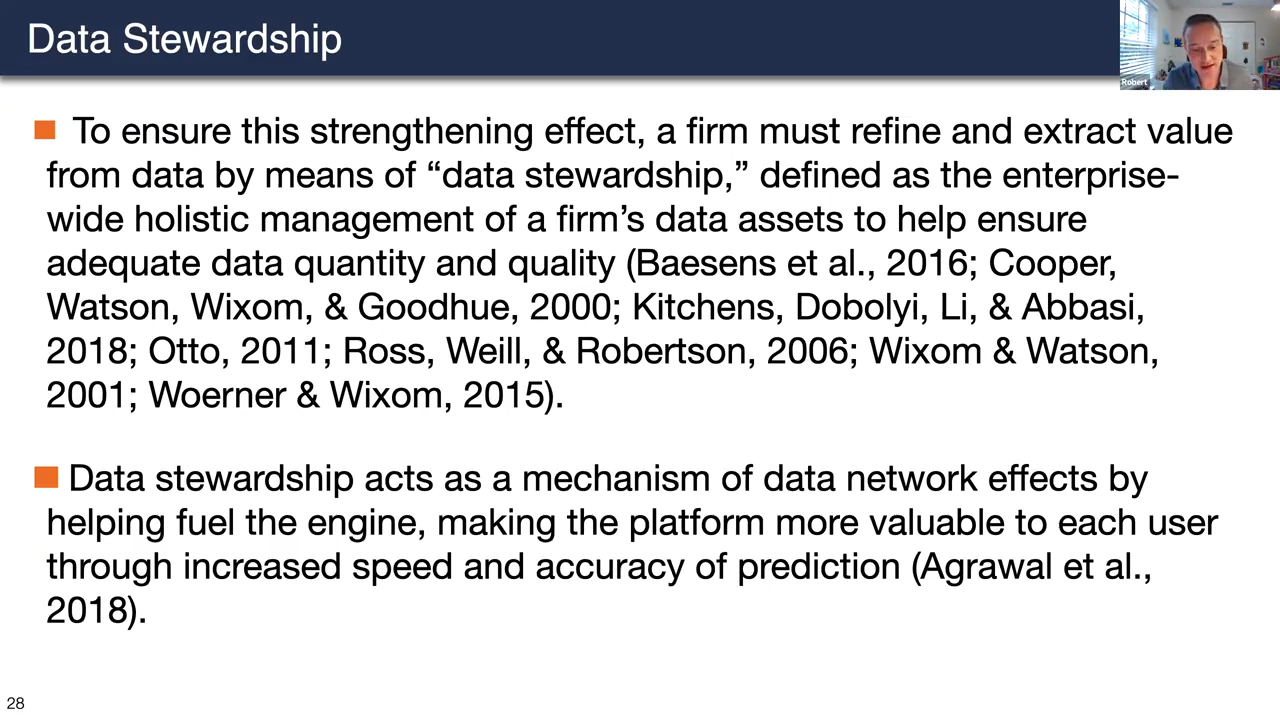 Data Stewardship
Robert
To ensure this strengthening effect, a firm must refine and extract value
from data by means of “data stewardship,” defined as the enterprise-
wide holistic management of a firm’s data assets to help ensure
adequate data quantity and quality (Baesens et al., 2016; Cooper,
Watson, Wixom, & Goodhue, 2000; Kitchens, Dobolyi, Li, & Abbasi,
2018; Otto, 2011; Ross, Weill, & Robertson, 2006; Wixom & Watson,
2001; Woerner & Wixom, 2015).
Data stewardship acts as a mechanism of data network effects by
helping fuel the engine, making the platform more valuable to each user
through increased speed and accuracy of prediction (Agrawal et al.,
2018).
28